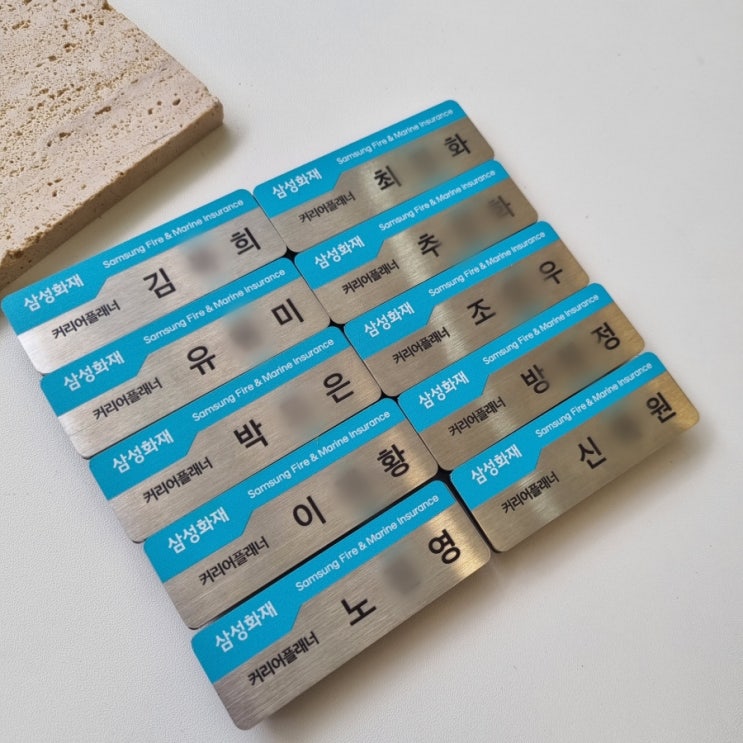 삼성화재 Samsung Fire & Marine Insurance
커리어플래너 김 희
삼성화재 Samsung Fire & Marine Insurance
커리어플래너 유 미
삼성화재 Samsung Fire & Marine Insurance
커리어플래너 박 은
삼성화재 Samsung Fire & Marine Insurance
커리어플래너 이 황
삼성화재 Samsung Fire & Marine Insurance
커리어플래너 노 영
삼성화재 Samsung Fire & Marine Insurance
커리어플래너 최 화
삼성화재 Samsung Fire & Marine Insurance
커리어플래너 추
삼성화재 Samsung Fire & Marine Insurance
커리어플래너 조 우
삼성화재 Samsung Fire & Marine Insurance
커리어플래너 방 정
삼성화재 Samsung Fire & Marine Insurance
커리어플래너 신 원